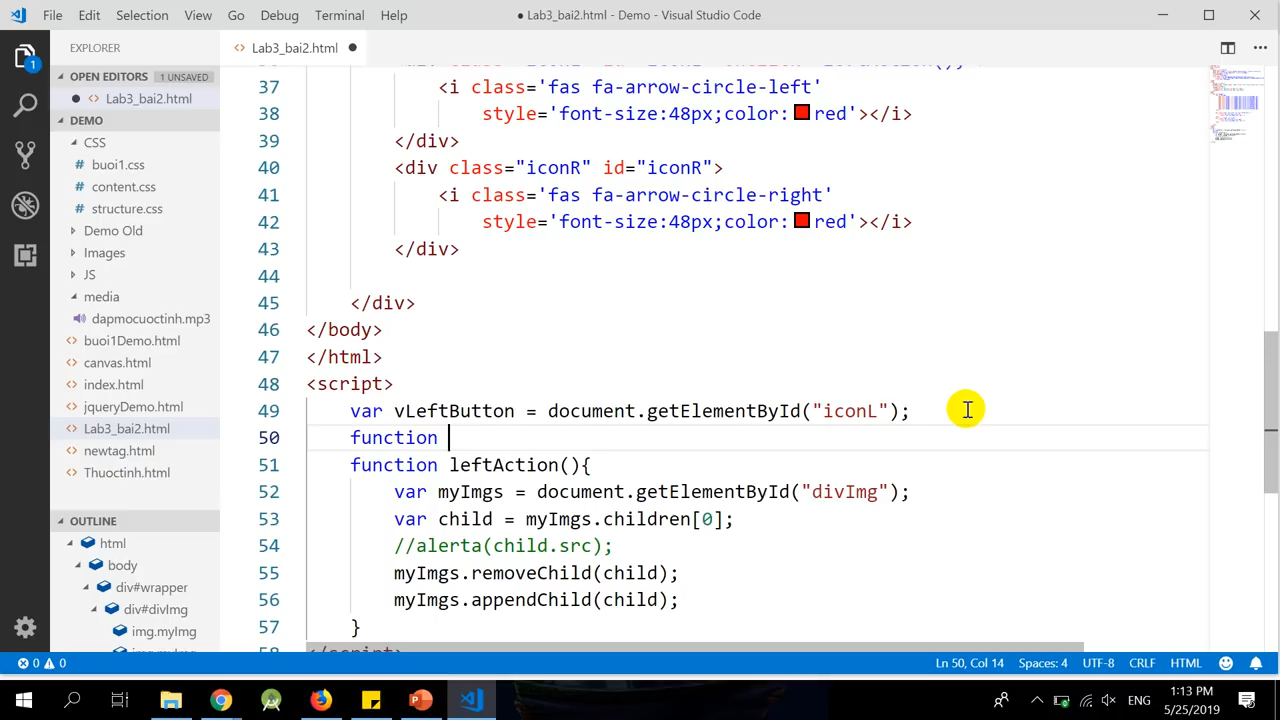 File Edit Selection View Go Debug Terminal Help
● Lab3_bai2.html - Demo - Visual Studio Code
EXPLORER
<> Lab3_bai2.html ●
OPEN EDITORS 1 UNSAVED
● <> Lab3_bai2.html
DEMO
CSS
# buoi1.css
# content.css
# structure.css
Demo Old
Images
JS
media
dapmocuoctinh.mp3
<> buoi1Demo.html
<> canvas.html
<> index.html
<> jqueryDemo.html
<> Lab3_bai2.html
<> newtag.html
<> Thuoctinh.html
OUTLINE
html
body
div#wrapper
div#divImg
img.myImg
37 <i class='fas fa-arrow-circle-left'
38 style='font-size:48px;color:red'></i>
39 </div>
40 <div class="iconR" id="iconR">
41 <i class='fas fa-arrow-circle-right'
42 style='font-size:48px;color:red'></i>
43 </div>
44
45 </div>
46 </body>
47 </html>
48 <script>
49 var vLeftButton = document.getElementById("iconL");
50 function
51 function leftAction(){
52 var myImgs = document.getElementById("divImg");
53 var child = myImgs.children[0];
54 //alerta(child.src);
55 myImgs.removeChild(child);
56 myImgs.appendChild(child);
57 }
58 </script>
0 0 Ln 50, Col 14 Spaces: 4 UTF-8 CRLF HTML
ENG
1:13 PM
5/25/2019